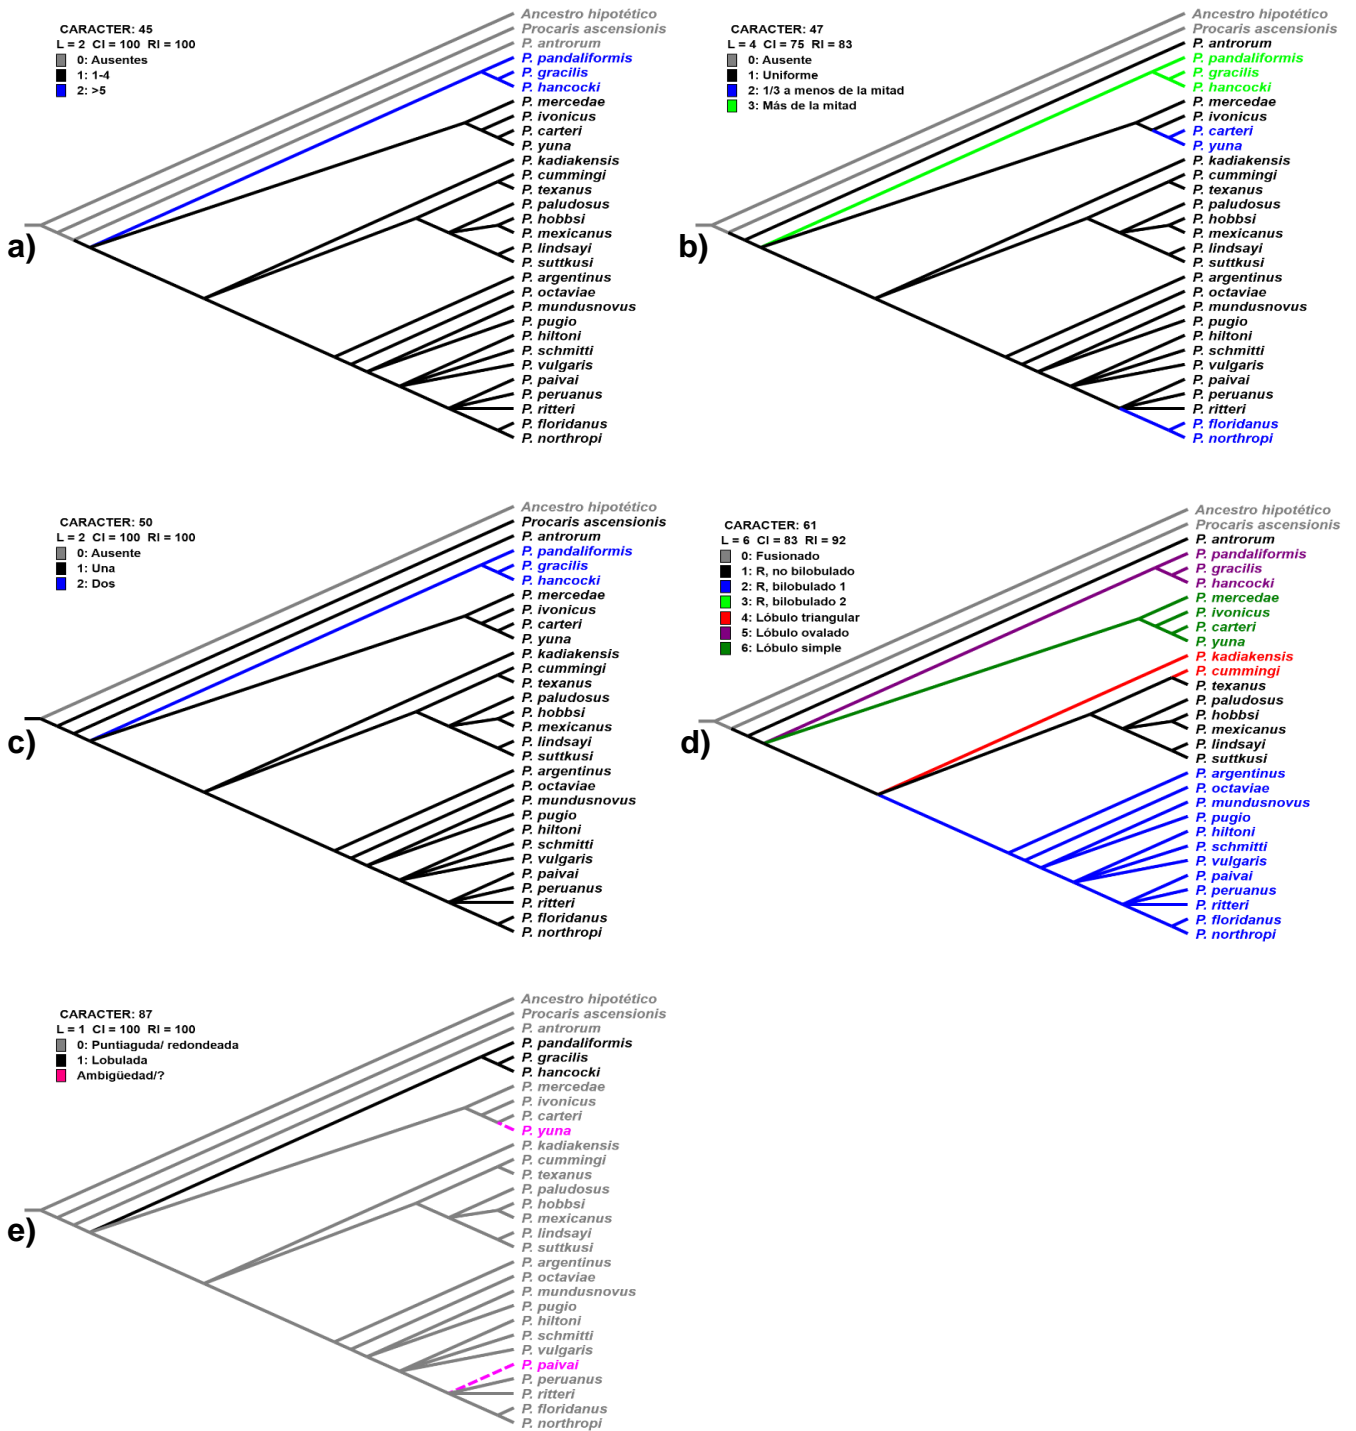 CARACTER: 45
L = 2 CI = 100 RI = 100
0: Ausentes
1: 1-4
2: >5
Ancestro hipotético
Procaris ascensionis
P. antrorum
P. pandaliformis
P. gracilis
P. hancocki
P. mercedae
P. ivonicus
P. carteri
P. yuna
P. kadiakensis
P. cummingi
P. texanus
P. paludosus
P. hobbsi
P. mexicanus
P. lindsayi
P. suttkusi
P. argentinus
P. octaviae
P. mundusnovus
P. pugio
P. hiltoni
P. schmitti
P. vulgaris
P. paivai
P. peruanus
P. ritteri
P. floridanus
P. northropi
a)
CARACTER: 47
L = 4 CI = 75 RI = 83
0: Ausente
1: Uniforme
2: 1/3 a menos de la mitad
3: Más de la mitad
Ancestro hipotético
Procaris ascensionis
P. antrorum
P. pandaliformis
P. gracilis
P. hancocki
P. mercedae
P. ivonicus
P. carteri
P. yuna
P. kadiakensis
P. cummingi
P. texanus
P. paludosus
P. hobbsi
P. mexicanus
P. lindsayi
P. suttkusi
P. argentinus
P. octaviae
P. mundusnovus
P. pugio
P. hiltoni
P. schmitti
P. vulgaris
P. paivai
P. peruanus
P. ritteri
P. floridanus
P. northropi
b)
CARACTER: 50
L = 2 CI = 100 RI = 100
0: Ausente
1: Una
2: Dos
Ancestro hipotético
Procaris ascensionis
P. antrorum
P. pandaliformis
P. gracilis
P. hancocki
P. mercedae
P. ivonicus
P. carteri
P. yuna
P. kadiakensis
P. cummingi
P. texanus
P. paludosus
P. hobbsi
P. mexicanus
P. lindsayi
P. suttkusi
P. argentinus
P. octaviae
P. mundusnovus
P. pugio
P. hiltoni
P. schmitti
P. vulgaris
P. paivai
P. peruanus
P. ritteri
P. floridanus
P. northropi
c)
CARACTER: 61
L = 6 CI = 83 RI = 92
0: Fusionado
1: R, no bilobulado
2: R, bilobulado 1
3: R, bilobulado 2
4: Lóbulo triangular
5: Lóbulo ovalado
6: Lóbulo simple
Ancestro hipotético
Procaris ascensionis
P. antrorum
P. pandaliformis
P. gracilis
P. hancocki
P. mercedae
P. ivonicus
P. carteri
P. yuna
P. kadiakensis
P. cummingi
P. texanus
P. paludosus
P. hobbsi
P. mexicanus
P. lindsayi
P. suttkusi
P. argentinus
P. octaviae
P. mundusnovus
P. pugio
P. hiltoni
P. schmitti
P. vulgaris
P. paivai
P. peruanus
P. ritteri
P. floridanus
P. northropi
d)
CARACTER: 87
L = 1 CI = 100 RI = 100
0: Puntiaguda/ redondeada
1: Lobulada
Ambigüedad/?
Ancestro hipotético
Procaris ascensionis
P. antrorum
P. pandaliformis
P. gracilis
P. hancocki
P. mercedae
P. ivonicus
P. carteri
P. yuna
P. kadiakensis
P. cummingi
P. texanus
P. paludosus
P. hobbsi
P. mexicanus
P. lindsayi
P. suttkusi
P. argentinus
P. octaviae
P. mundusnovus
P. pugio
P. hiltoni
P. schmitti
P. vulgaris
P. paivai
P. peruanus
P. ritteri
P. floridanus
P. northropi
e)